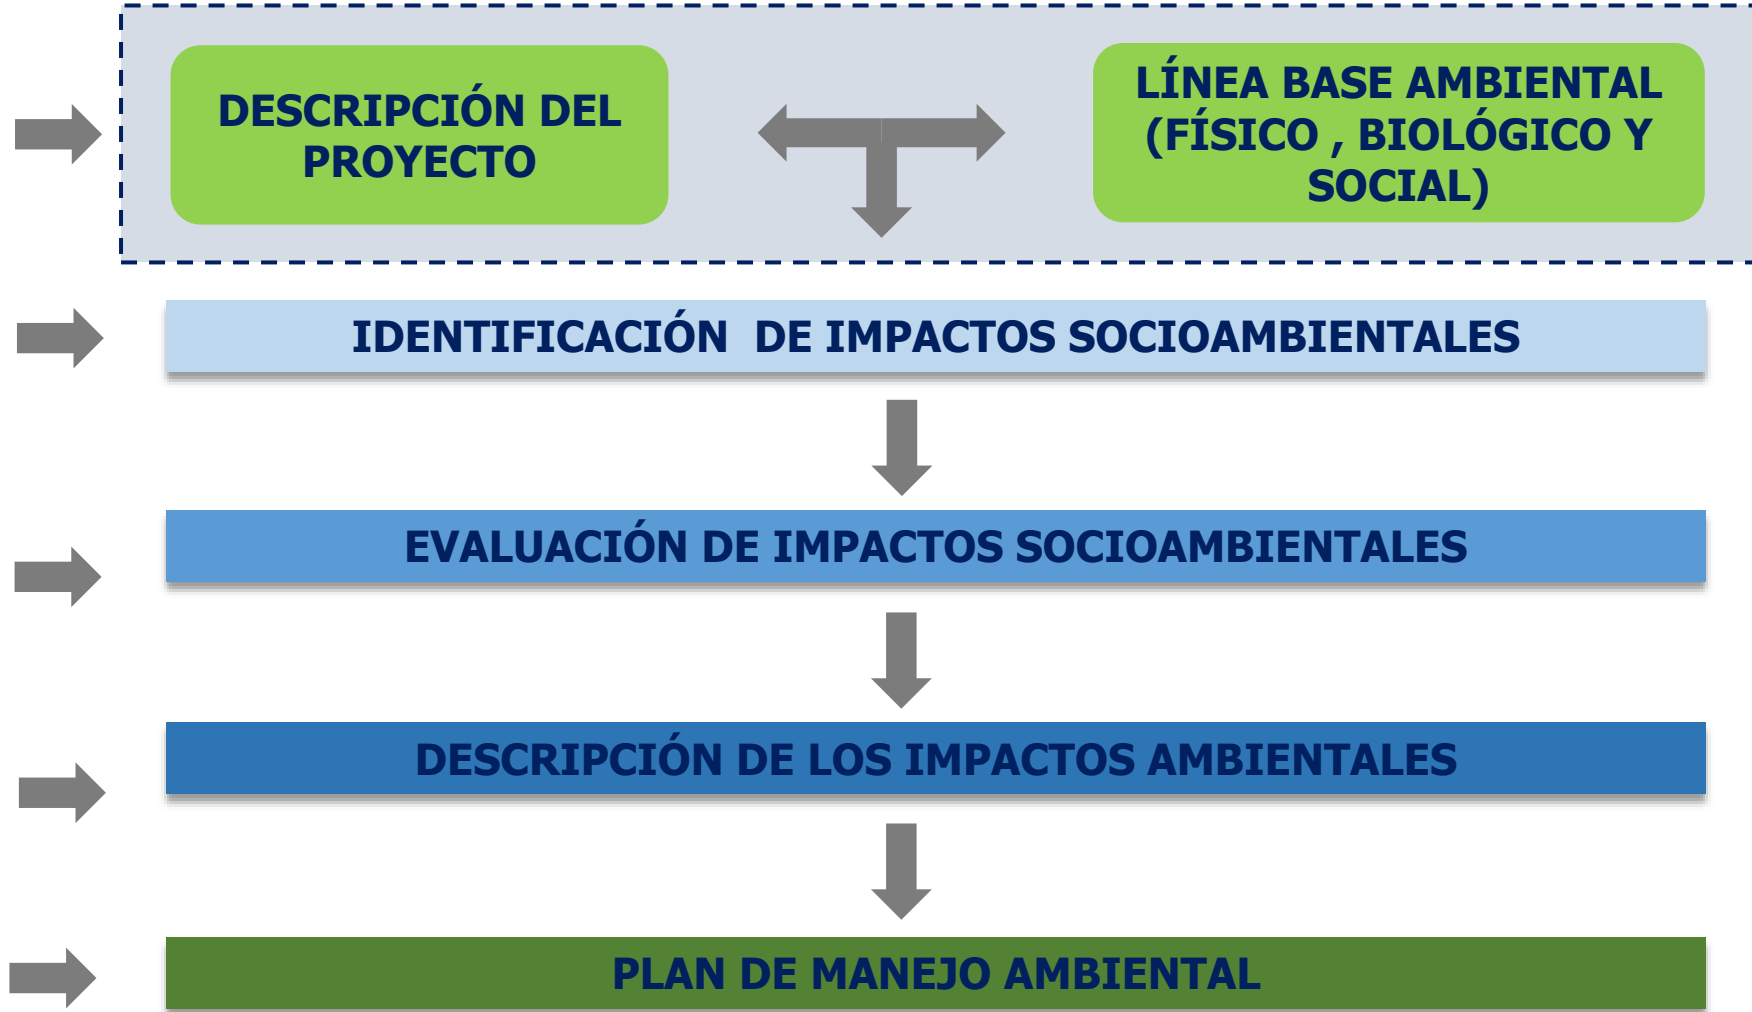 DESCRIPCIÓN DEL
PROYECTO
LÍNEA BASE AMBIENTAL
(FÍSICO , BIOLÓGICO Y
SOCIAL)
IDENTIFICACIÓN  DE IMPACTOS SOCIOAMBIENTALES
EVALUACIÓN DE IMPACTOS SOCIOAMBIENTALES
DESCRIPCIÓN DE LOS IMPACTOS AMBIENTALES
PLAN DE MANEJO AMBIENTAL